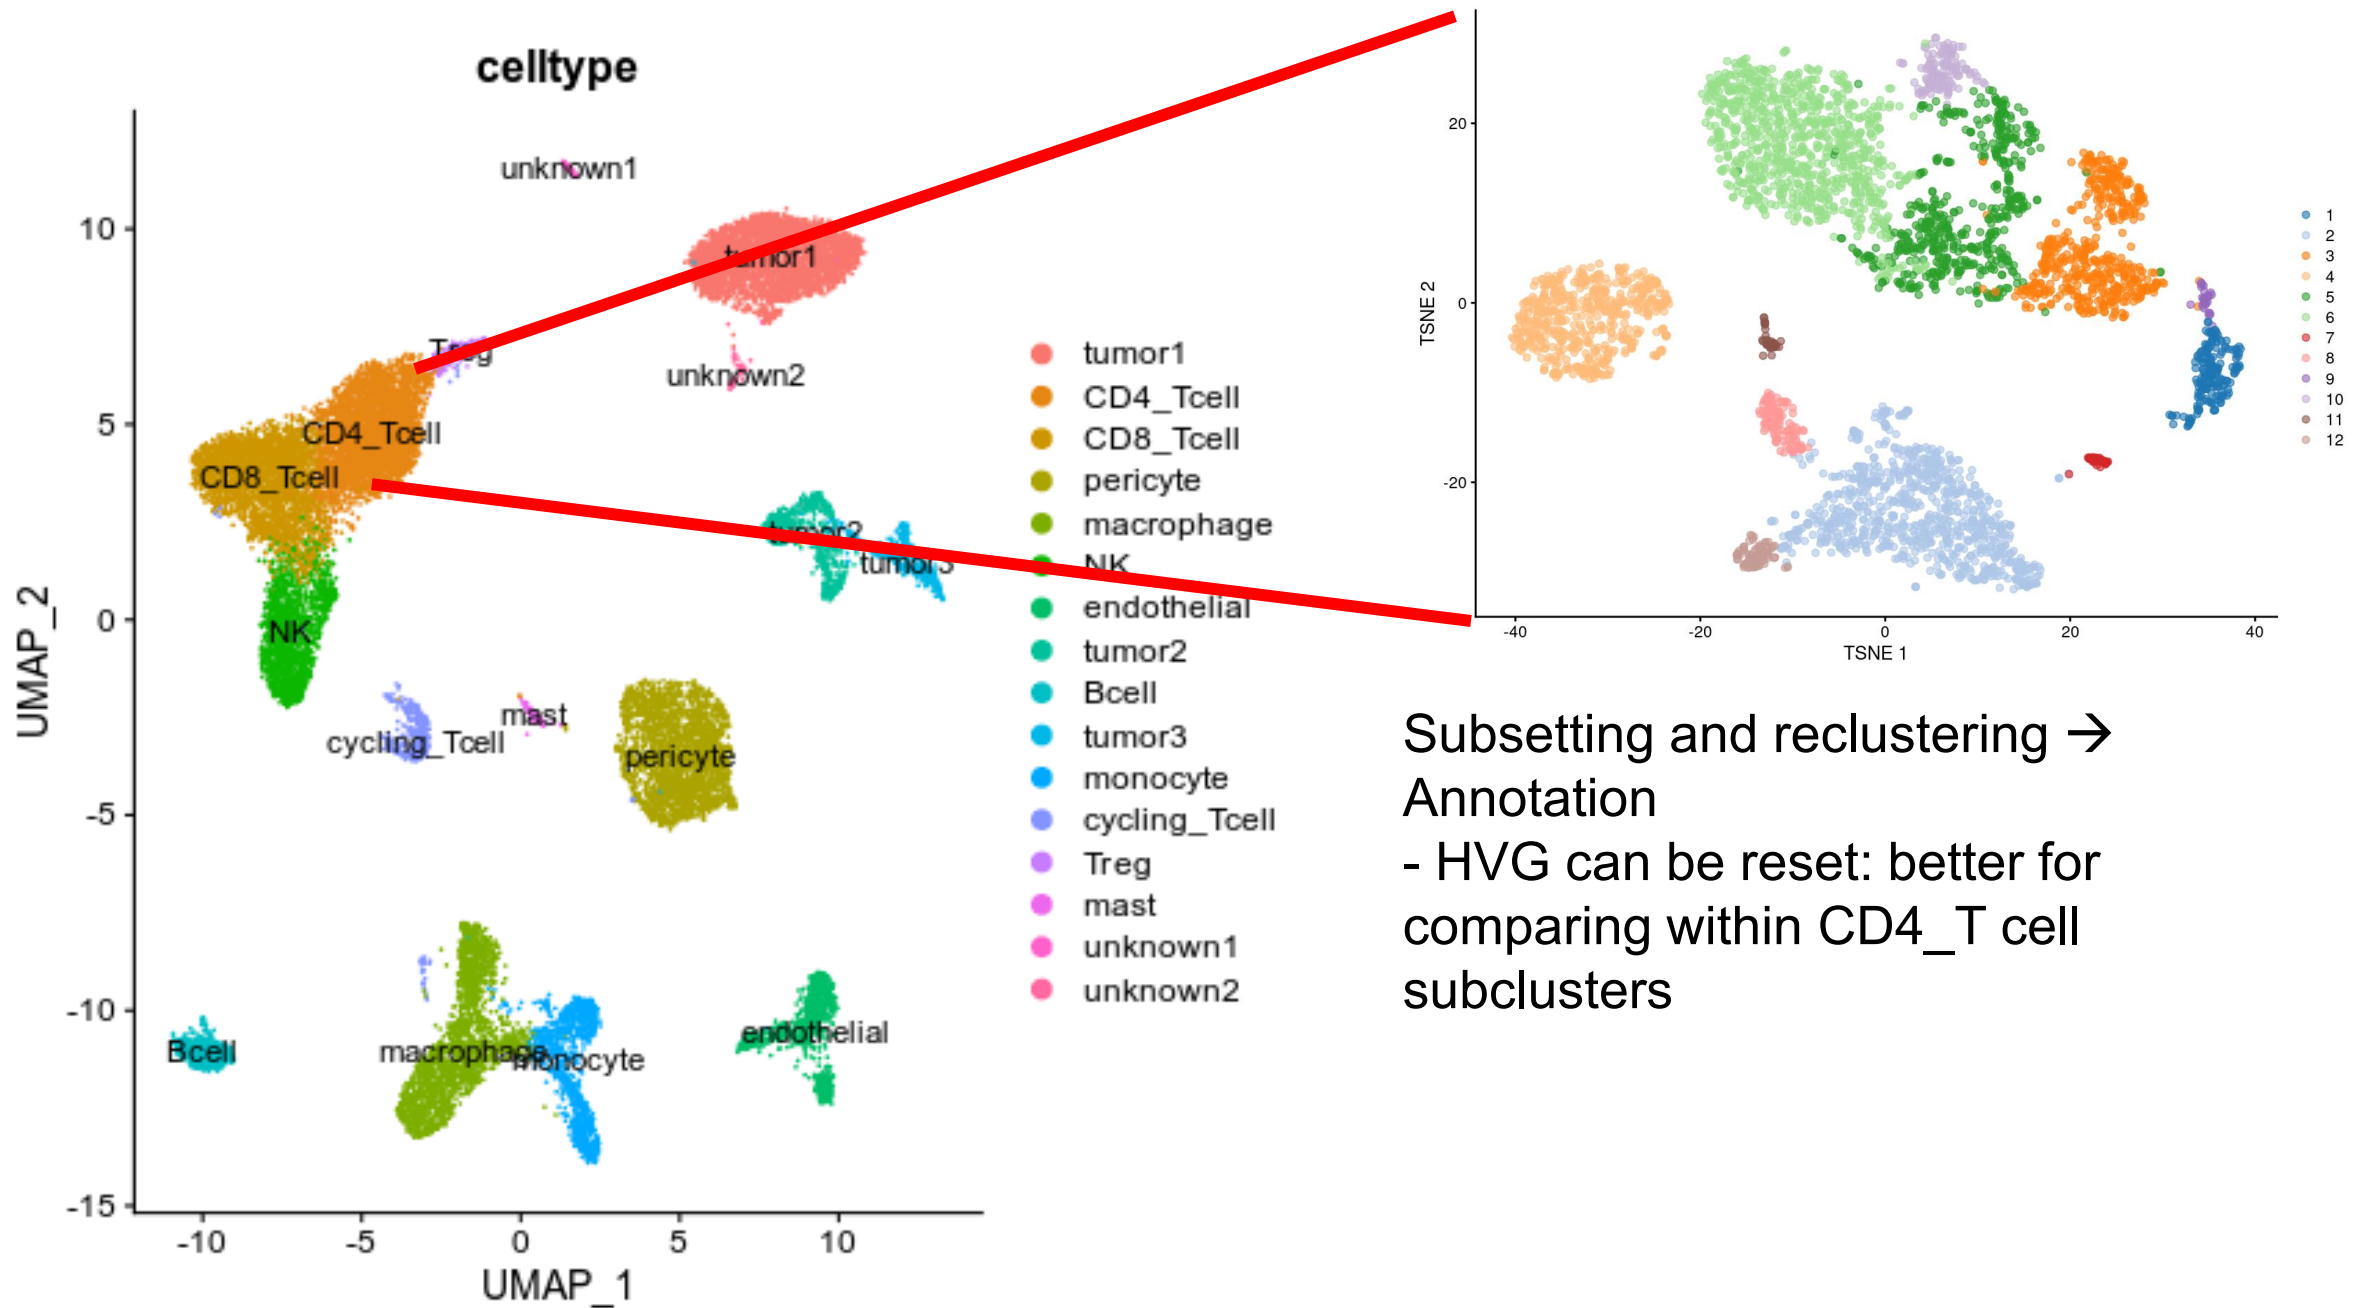 celltype
unknown1
tumor1
unknown2
Treg
CD4_Tcell
CD8_Tcell
tumor2
tumor3
NK
cycling_Tcell
mast
pericyte
Bcell
macrophage
monocyte
endothelial
10
5
0
-5
-10
-15
UMAP_2
-10
-5
0
5
10
UMAP_1
tumor1
CD4_Tcell
CD8_Tcell
pericyte
macrophage
NK
endothelial
tumor2
Bcell
tumor3
monocyte
cycling_Tcell
Treg
mast
unknown1
unknown2
20
0
-20
TSNE 2
-40
-20
0
20
40
TSNE 1
1
2
3
4
5
6
7
8
9
10
11
12
Subsetting and reclustering →
Annotation
- HVG can be reset: better for
comparing within CD4_T cell
subclusters